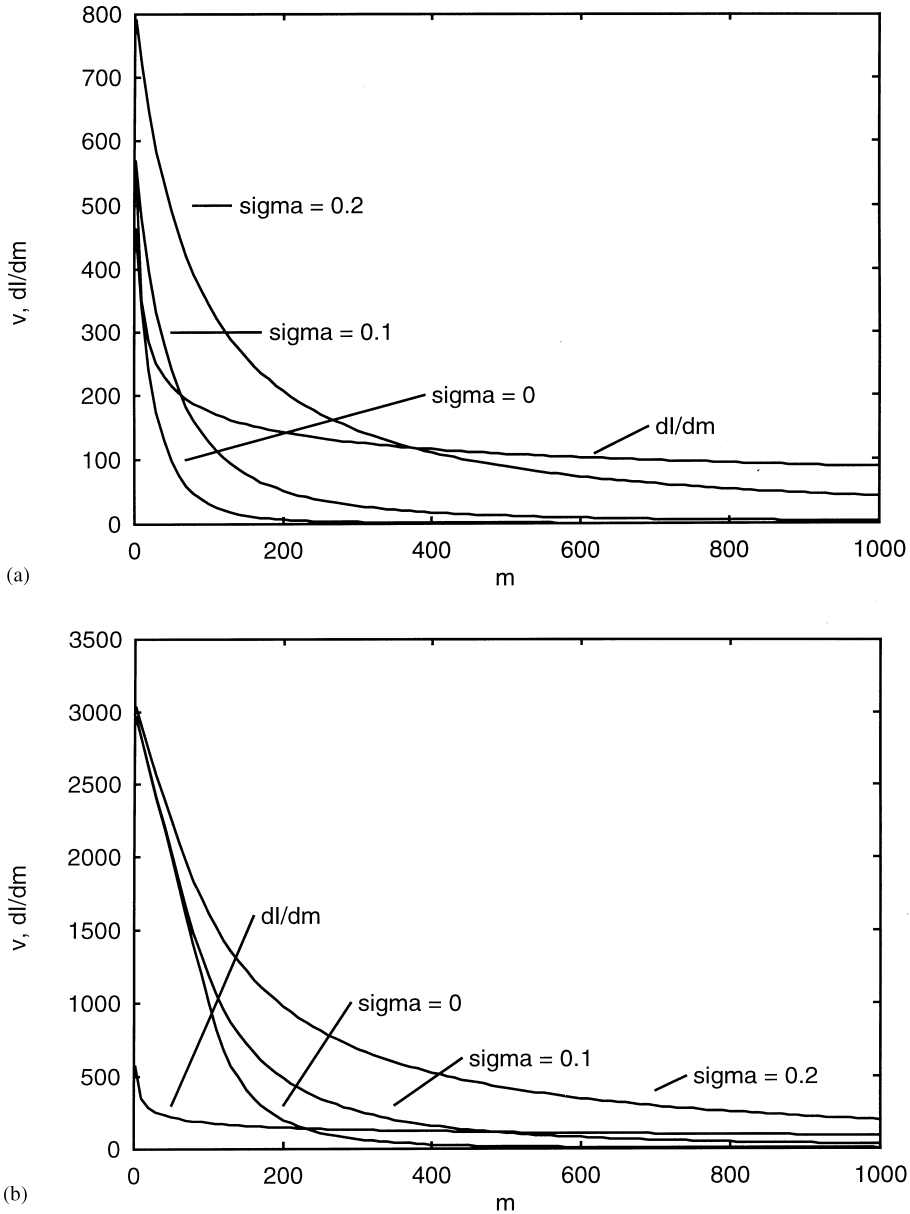 800
700
600
500
400
300
200
100
0
v, dI/dm
sigma = 0.2
sigma = 0.1
sigma = 0
dI/dm
0 200 400 600 800 1000
m
(a)
3500
3000
2500
2000
1500
1000
500
0
v, dI/dm
dI/dm
sigma = 0
sigma = 0.1
sigma = 0.2
0 200 400 600 800 1000
m
(b)